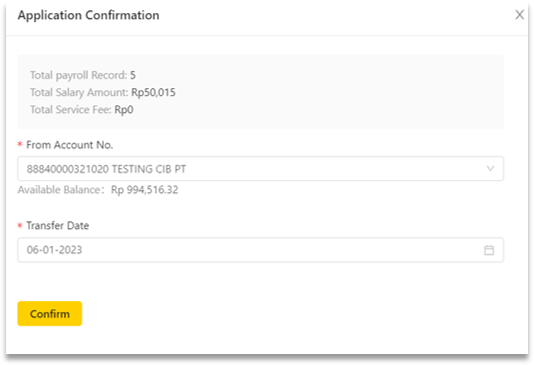 Application Confirmation
Total payroll Record: 5
Total Salary Amount: Rp50,015
Total Service Fee: Rp0
* From Account No.
88840000321020 TESTING CIB PT
Available Balance: Rp 994,516.32
* Transfer Date
06-01-2023
Confirm